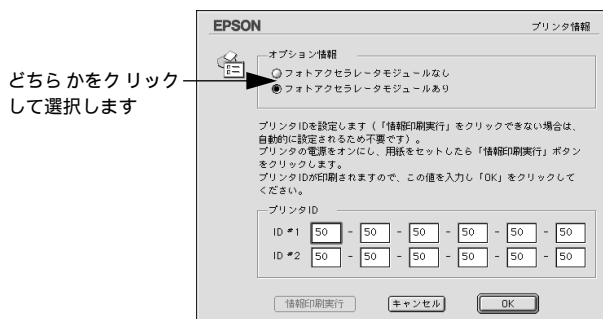 EPSON
プリンタ情報
オプション情報
フォトアクセラレータモジュールなし
フォトアクセラレータモジュールあり
どちらかをクリック
して選択します
プリンタIDを設定します(「情報印刷実行」をクリックできない場合は、
自動的に設定されるため不要です)。
プリンタの電源をオンにし、用紙をセットしたら「情報印刷実行」ボタン
をクリックします。
プリンタIDが印刷されますので、この値を入力し「OK」をクリックして
ください。
プリンタID
ID #1 50 - 50 - 50 - 50 - 50 - 50
ID #2 50 - 50 - 50 - 50 - 50 - 50
情報印刷実行 キャンセル OK